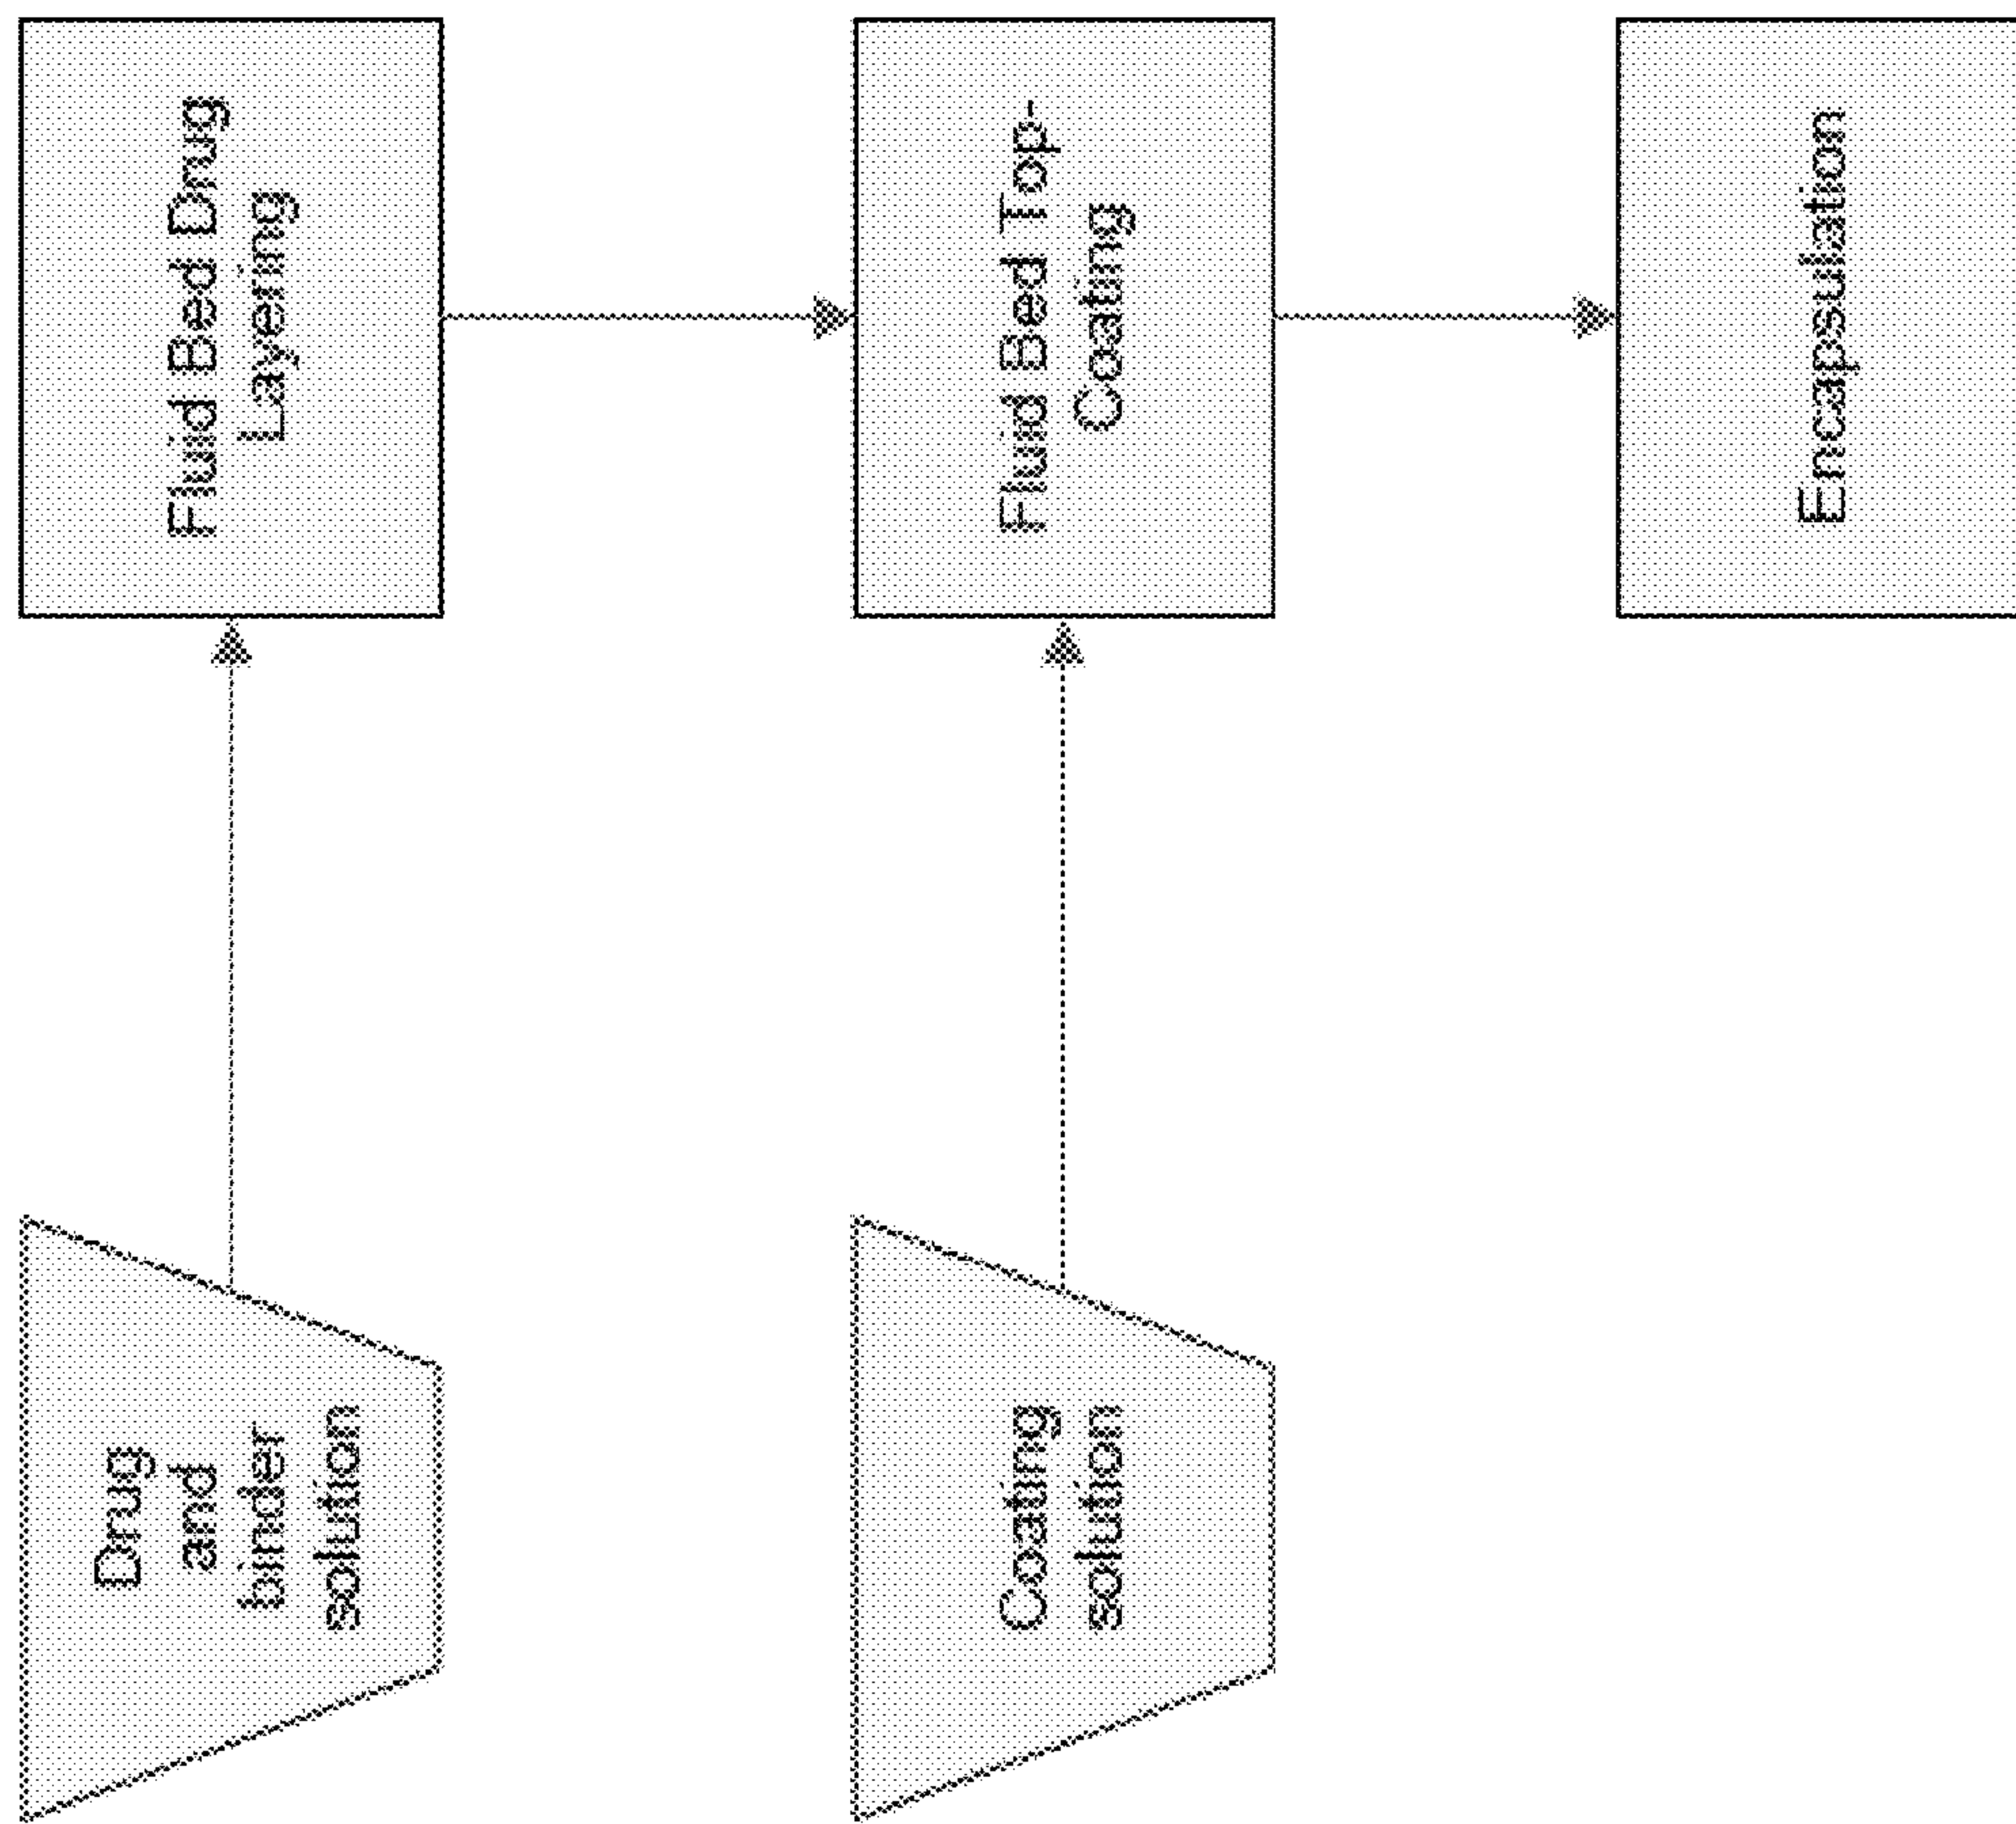 Drug
and
binder
solution
Fluid Bed Drug
Layering
Coating
solution
Fluid Bed Top-
Coating
Encapsulation